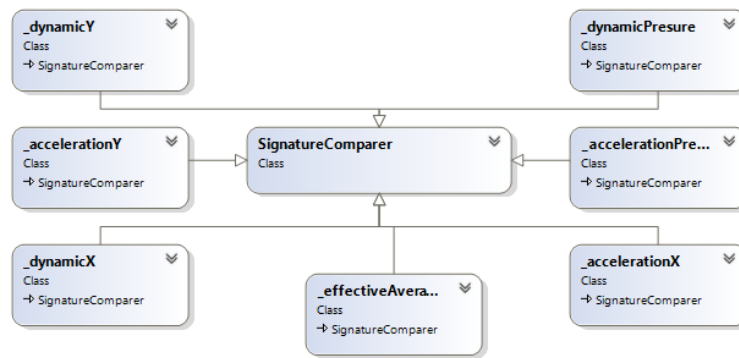 _dynamicY
Class
SignatureComparer
_dynamicPresure
Class
SignatureComparer
_accelerationY
Class
SignatureComparer
SignatureComparer
Class
_accelerationPre...
Class
SignatureComparer
_dynamicX
Class
SignatureComparer
_effectiveAvera...
Class
SignatureComparer
_accelerationX
Class
SignatureComparer